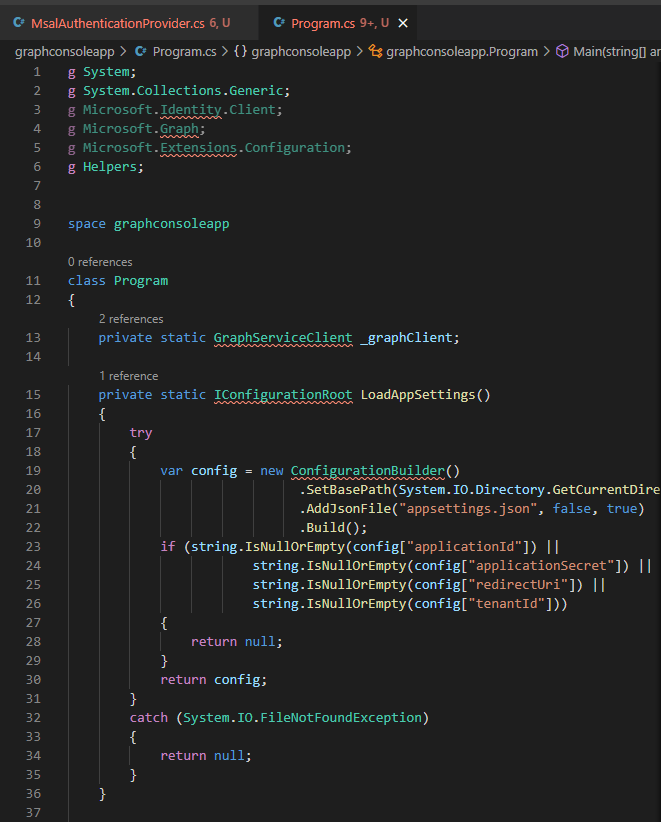 MsalAuthenticationProvider.cs 6, U
Program.cs 9+, U
graphconsoleapp > C# Program.cs > {} graphconsoleapp > graphconsoleapp.Program > Main(string[] ar
1 g System;
2 g System.Collections.Generic;
3 g Microsoft.Identity.Client;
4 g Microsoft.Graph;
5 g Microsoft.Extensions.Configuration;
6 g Helpers;
7
8
9 space graphconsoleapp
10
0 references
11 class Program
12 {
2 references
13 private static GraphServiceClient _graphClient;
14
1 reference
15 private static IConfigurationRoot LoadAppSettings()
16 {
17 try
18 {
19 var config = new ConfigurationBuilder()
20 .SetBasePath(System.IO.Directory.GetCurrentDire
21 .AddJsonFile("appsettings.json", false, true)
22 .Build();
23 if (string.IsNullOrEmpty(config["applicationId"]) ||
24 string.IsNullOrEmpty(config["applicationSecret"]) ||
25 string.IsNullOrEmpty(config["redirectUri"]) ||
26 string.IsNullOrEmpty(config["tenantId"]))
27 {
28 return null;
29 }
30 return config;
31 }
32 catch (System.IO.FileNotFoundException)
33 {
34 return null;
35 }
36 }
37